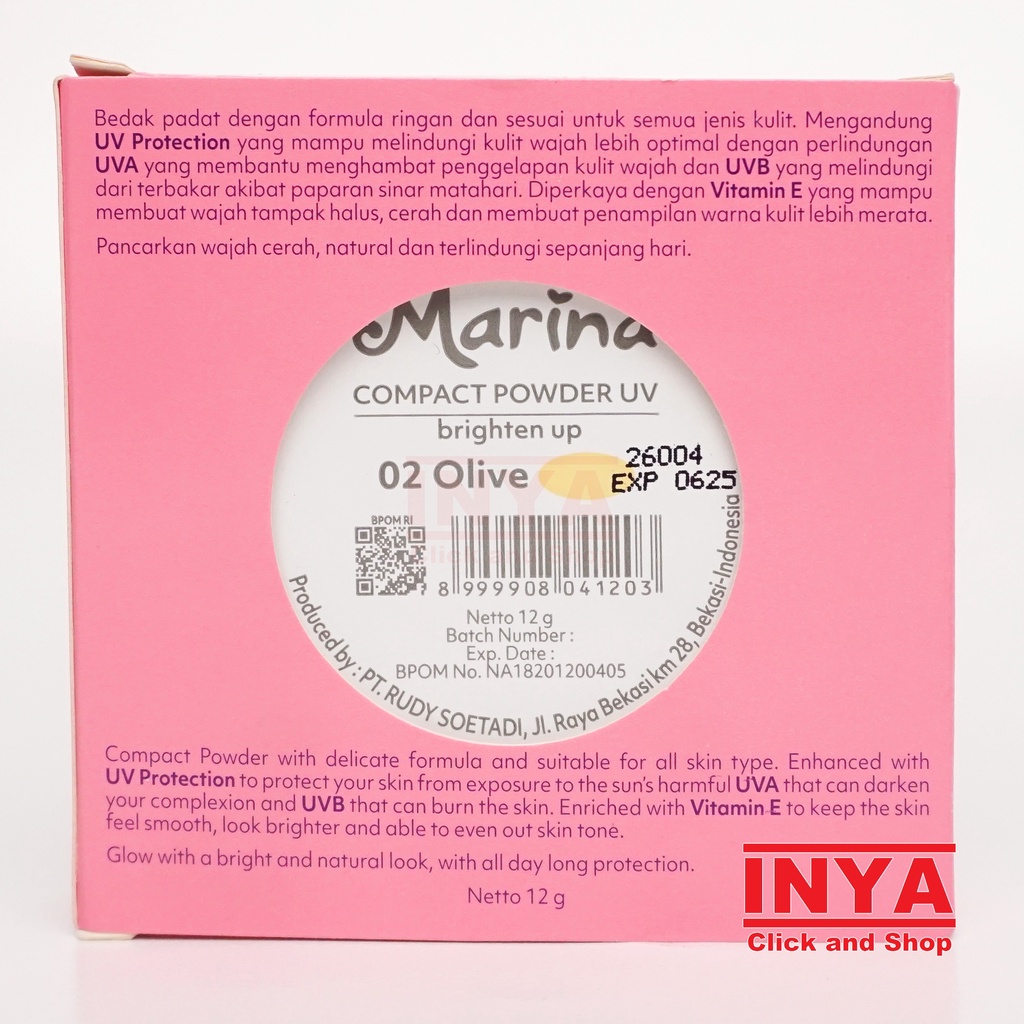 Bedak padat dengan formula ringan dan sesuai untuk semua jenis kulit. Mengandung
UV Protection yang mampu melindungi kulit wajah lebih optimal dengan perlindungan
UVA yang membantu menghambat penggelapan kulit wajah dan UVB yang melindungi
dari terbakar akibat paparan sinar matahari. Diperkaya dengan Vitamin E yang mampu
membuat wajah tampak halus, cerah dan membuat penampilan warna kulit lebih merata.
Pancarkan wajah cerah, natural dan terlindungi sepanjang hari.
Marina
COMPACT POWDER UV
brighten up
02 Olive
26004
EXP 0625
INYA
Click and Shop
BPOM RI
8 999908 041203
Netto 12 g
Batch Number :
Exp. Date :
BPOM No. NA18201200405
Produced by : PT. RUDY SOETADI, Jl. Raya Bekasi km 28, Bekasi-Indonesia
Compact Powder with delicate formula and suitable for all skin type. Enhanced with
UV Protection to protect your skin from exposure to the sun's harmful UVA that can darken
your complexion and UVB that can burn the skin. Enriched with Vitamin E to keep the skin
feel smooth, look brighter and able to even out skin tone.
Glow with a bright and natural look, with all day long protection.
Netto 12 g
INYA
Click and Shop